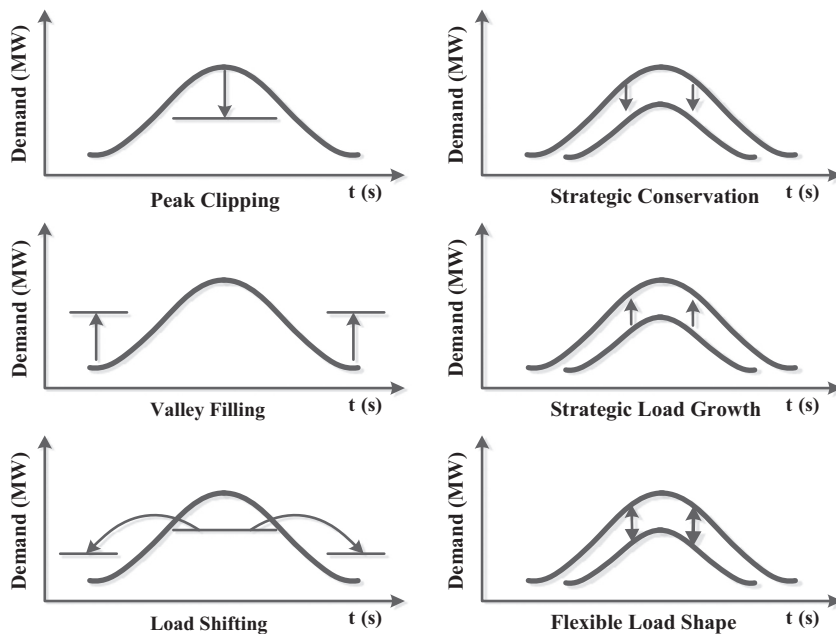 Demand (MW)
t (s)
Peak Clipping
Demand (MW)
t (s)
Strategic Conservation
Demand (MW)
t (s)
Valley Filling
Demand (MW)
t (s)
Strategic Load Growth
Demand (MW)
t (s)
Load Shifting
Demand (MW)
t (s)
Flexible Load Shape